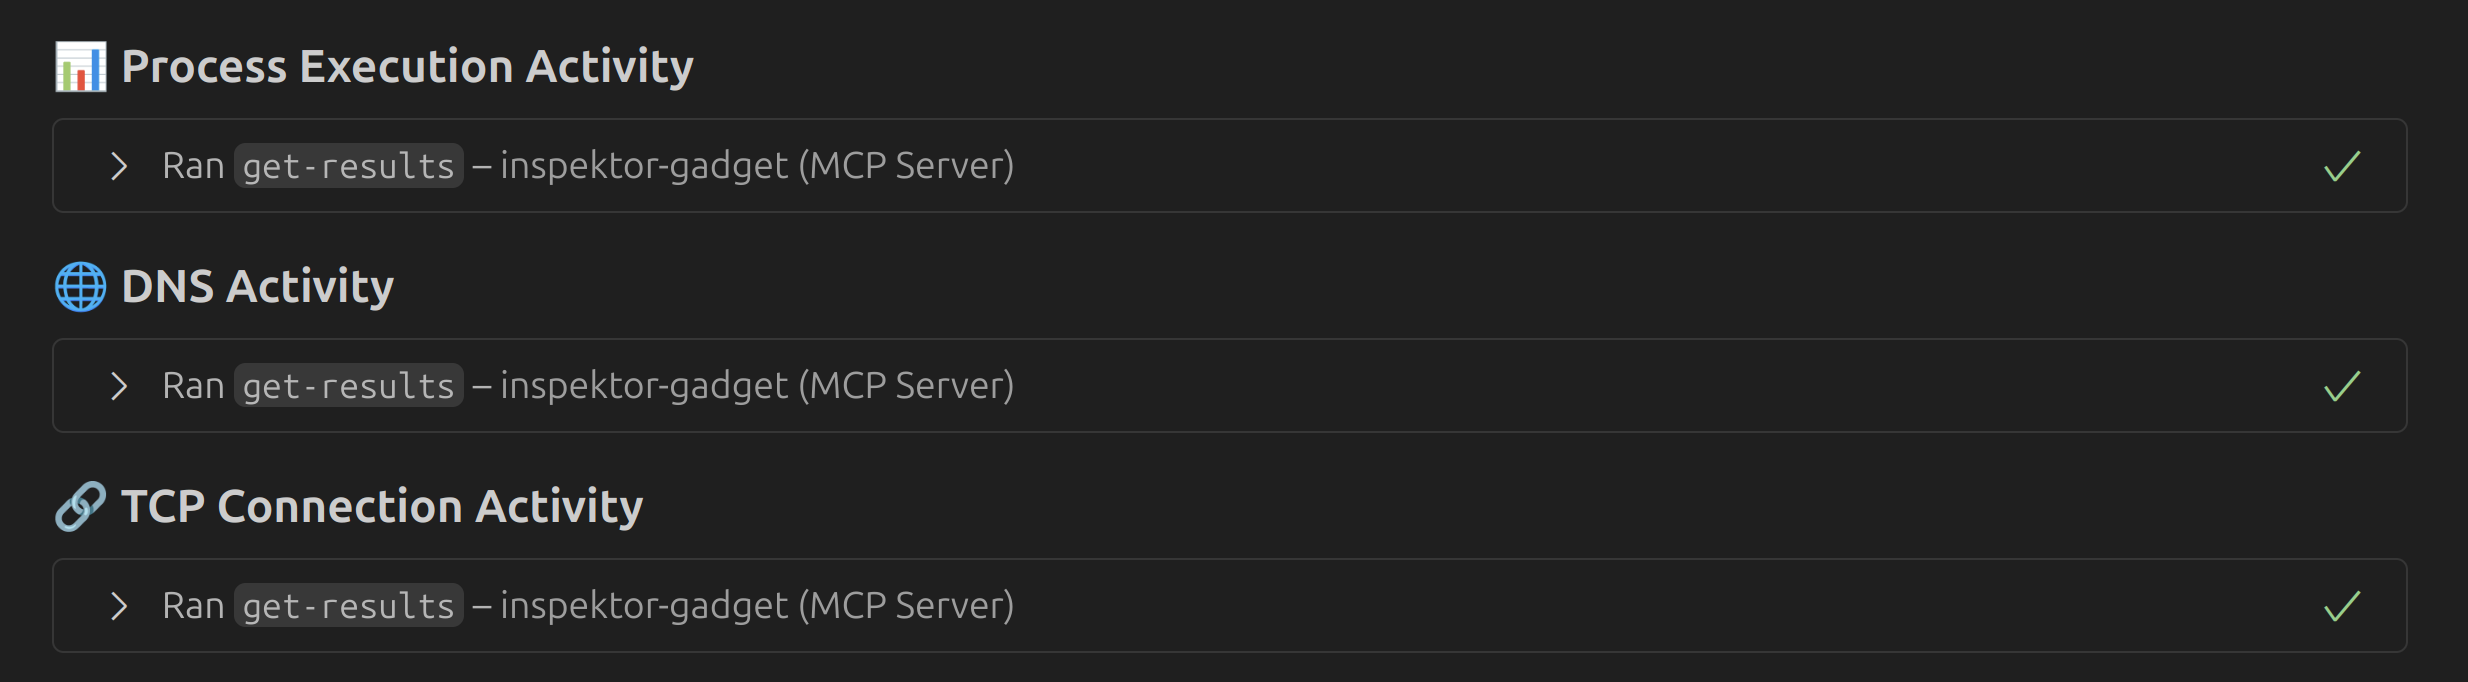 Process Execution Activity
Ran get-results – inspektor-gadget (MCP Server)
DNS Activity
Ran get-results – inspektor-gadget (MCP Server)
TCP Connection Activity
Ran get-results – inspektor-gadget (MCP Server)